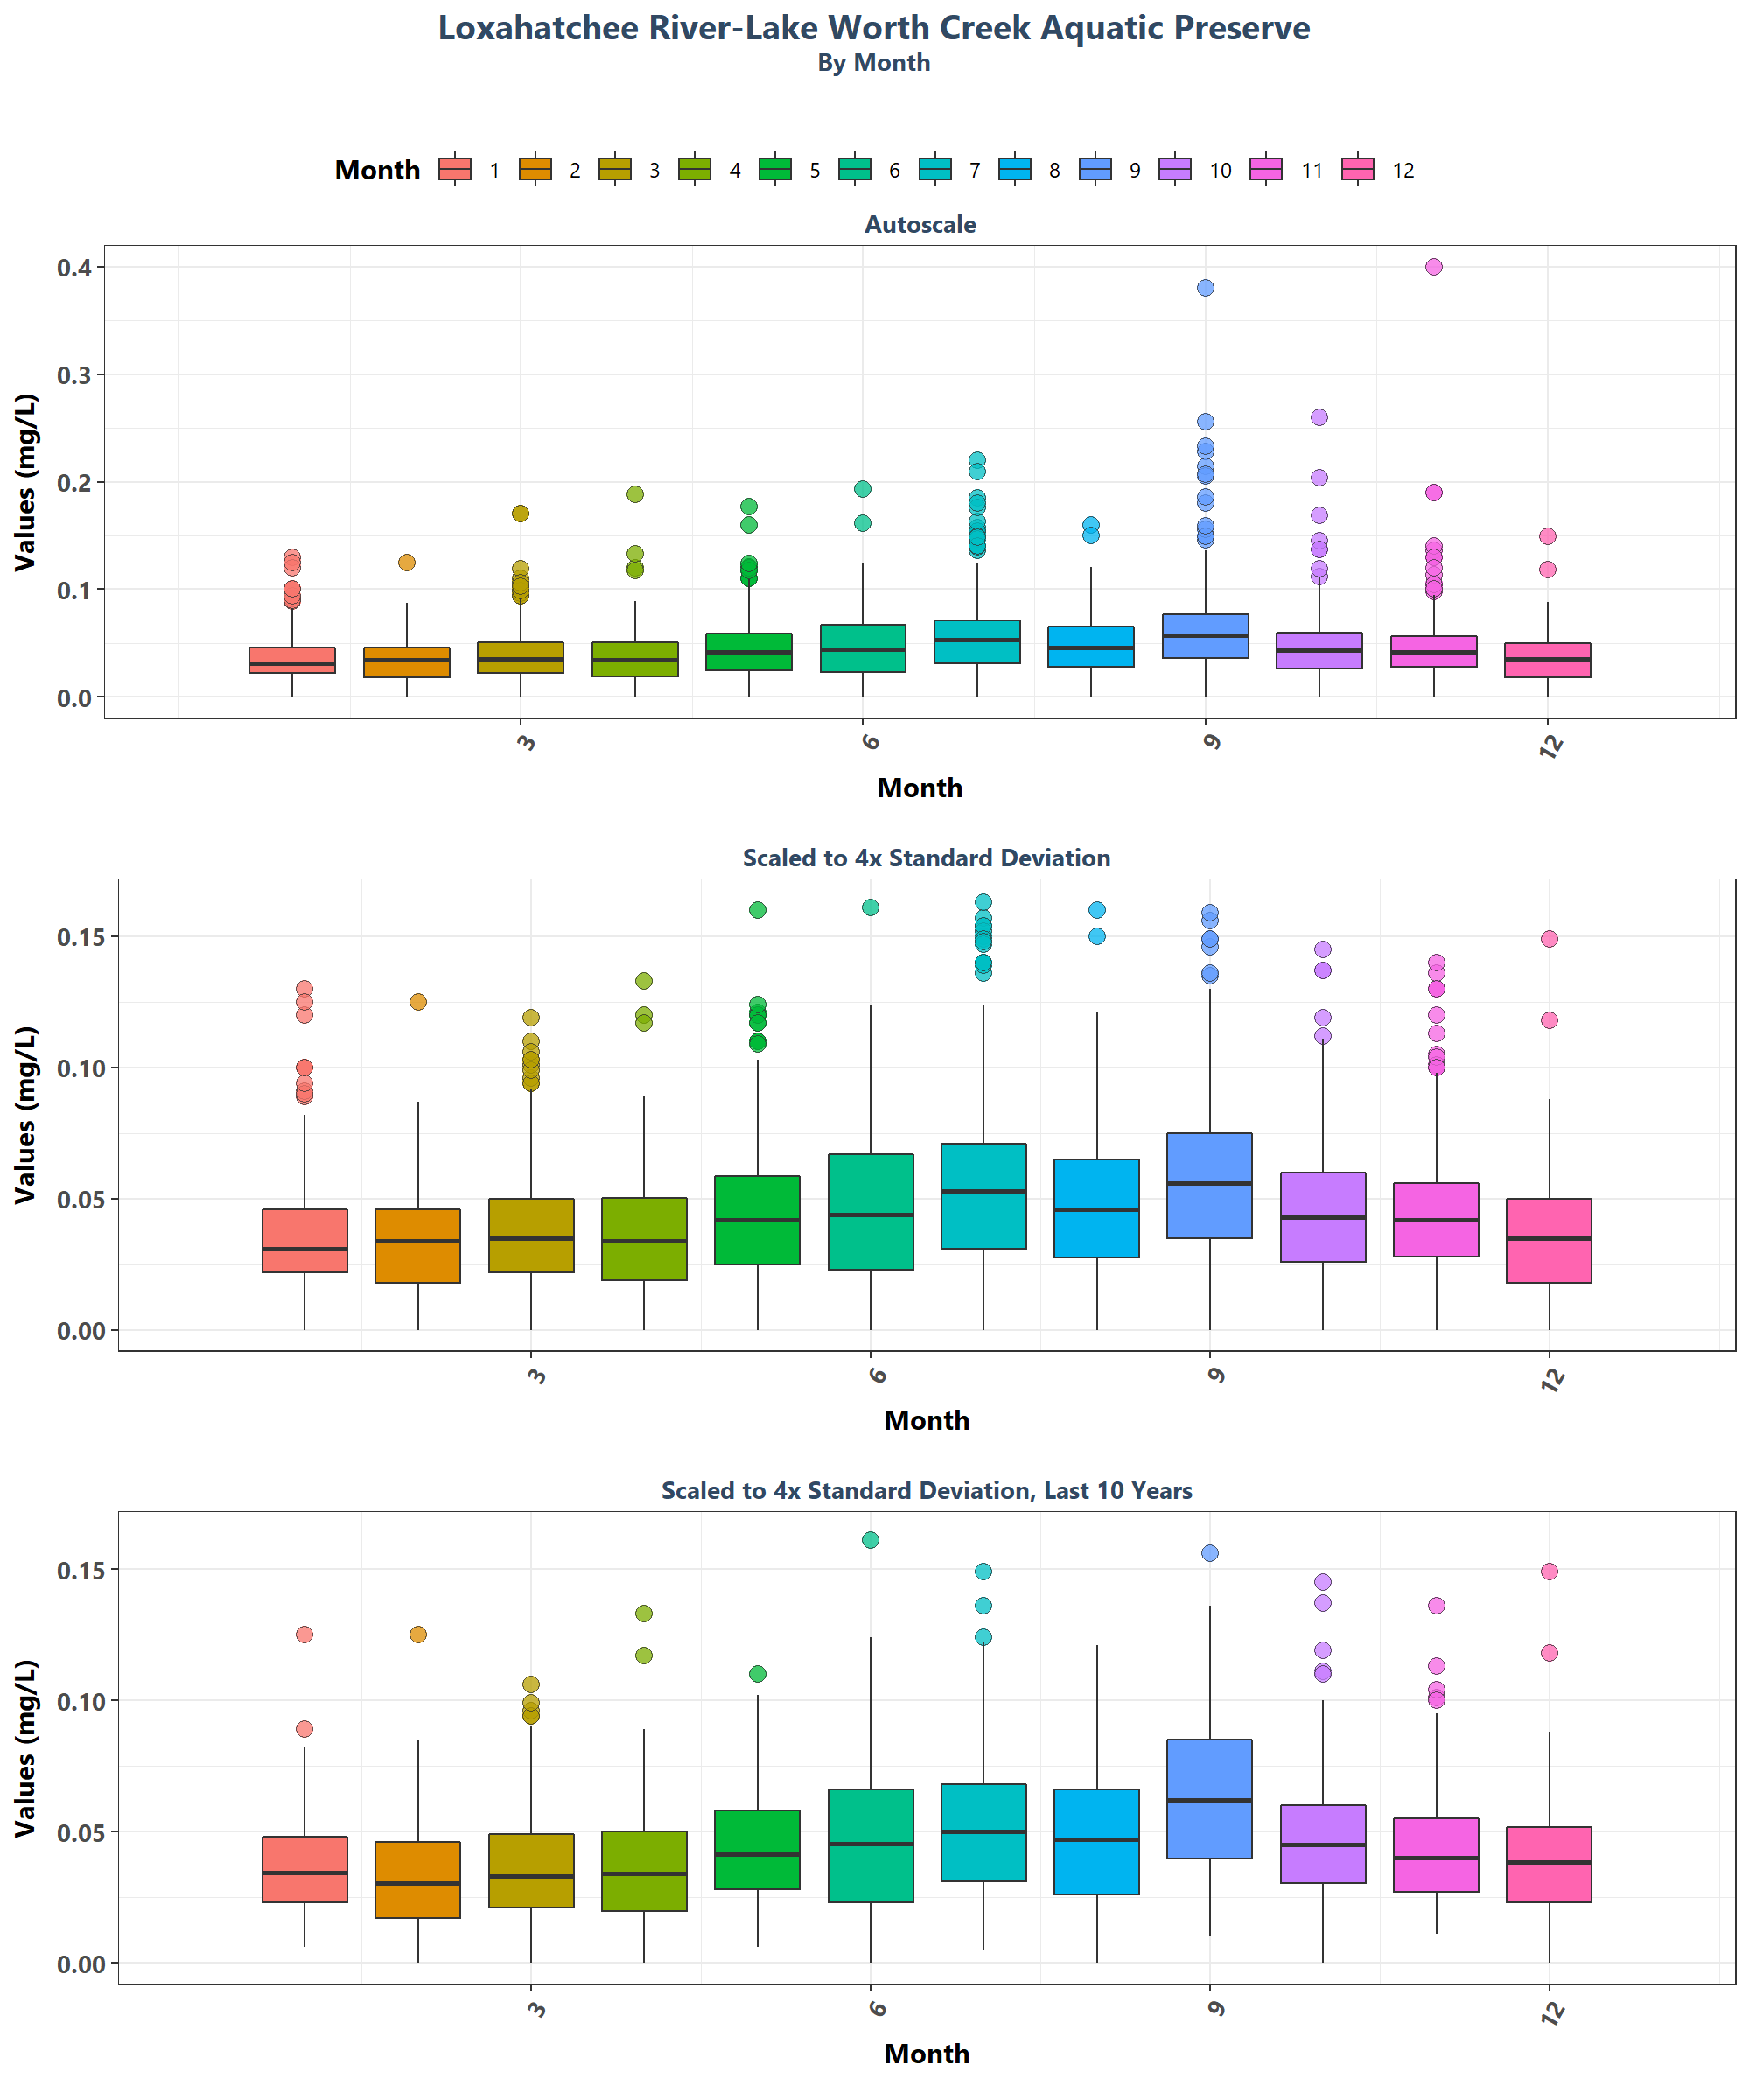 Loxahatchee River-Lake Worth Creek Aquatic Preserve
By Month
Month 1 2 3 4 5 6 7 8 9 10 11 12
Autoscale
Values (mg/L)
0.4
0.3
0.2
0.1
0.0
3 6 9 12
Month
Scaled to 4x Standard Deviation
Values (mg/L)
0.15
0.10
0.05
0.00
3 6 9 12
Month
Scaled to 4x Standard Deviation, Last 10 Years
Values (mg/L)
0.15
0.10
0.05
0.00
3 6 9 12
Month